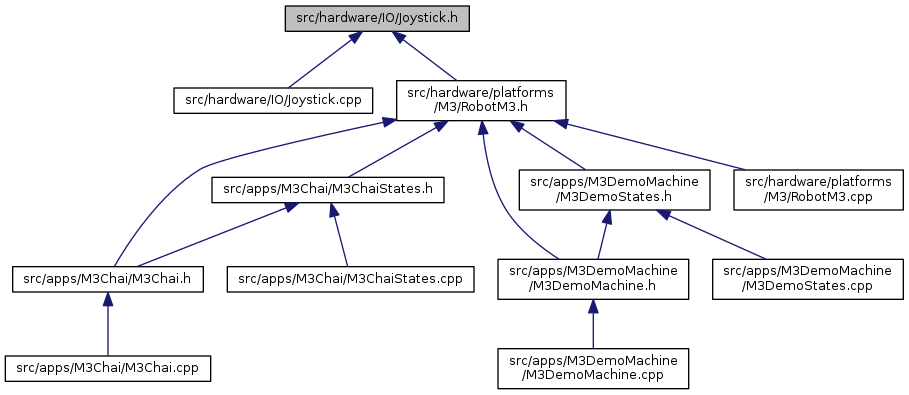 src/hardware/IO/Joystick.h
src/hardware/IO/Joystick.cpp
src/hardware/platforms
/M3/RobotM3.h
src/apps/M3Chai/M3ChaiStates.h
src/apps/M3DemoMachine
/M3DemoStates.h
src/hardware/platforms
/M3/RobotM3.cpp
src/apps/M3Chai/M3Chai.h
src/apps/M3Chai/M3ChaiStates.cpp
src/apps/M3DemoMachine
/M3DemoMachine.h
src/apps/M3DemoMachine
/M3DemoStates.cpp
src/apps/M3Chai/M3Chai.cpp
src/apps/M3DemoMachine
/M3DemoMachine.cpp